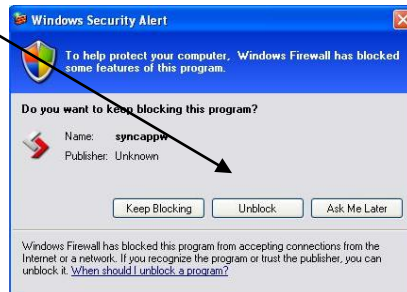 Windows Security Alert
To help protect your computer, Windows Firewall has blocked
some features of this program.
Do you want to keep blocking this program?
Name: syncappw
Publisher: Unknown
Keep Blocking Unblock Ask Me Later
Windows Firewall has blocked this program from accepting connections from the
Internet or a network. If you recognize the program or trust the publisher, you can
unblock it. When should I unblock a program?